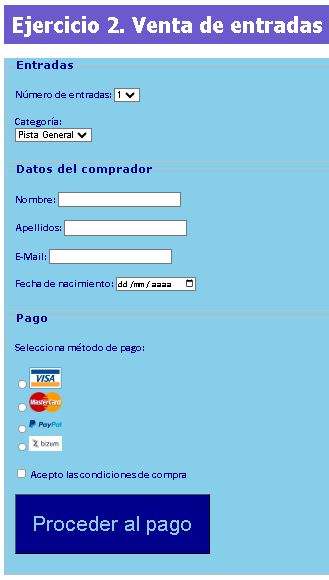 Ejercicio 2. Venta de entradas
Entradas
Número de entradas: 1
Categoría:
Pista General
Datos del comprador
Nombre:
Apellidos:
E-Mail:
Fecha de nacimiento: dd/mm/aaaa
Pago
Selecciona método de pago:
VISA
MasterCard
PayPal
bizum
Acepto las condiciones de compra
Proceder al pago